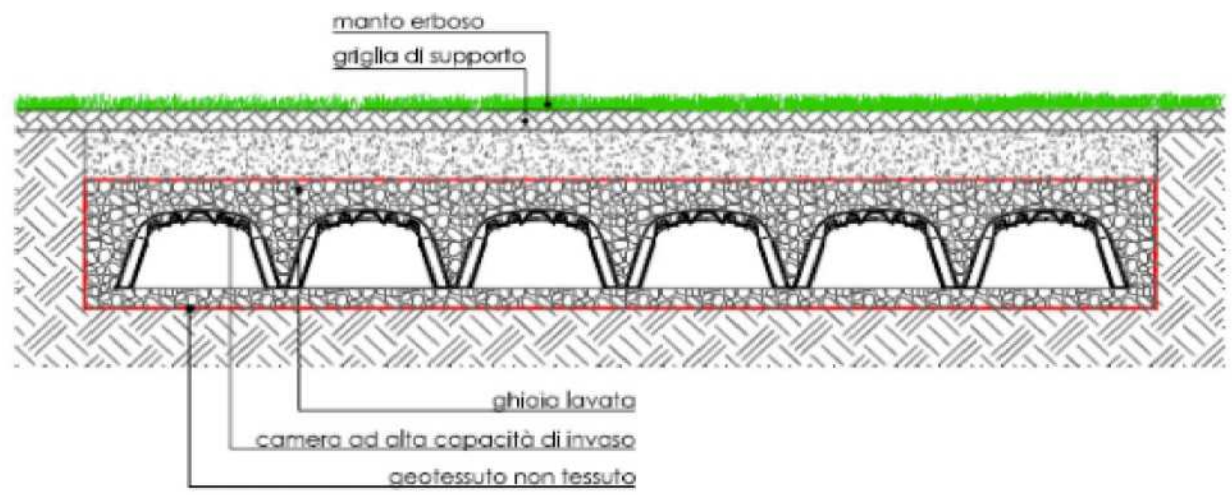 manto erboso
griglia di supporto
ghiaia lavata
camera ad alta capacità di invaso
geotessuto non tessuto